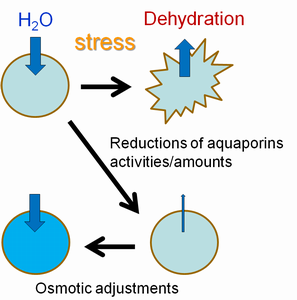 H₂O
Dehydration
stress
Reductions of aquaporins
activities/amounts
Osmotic adjustments